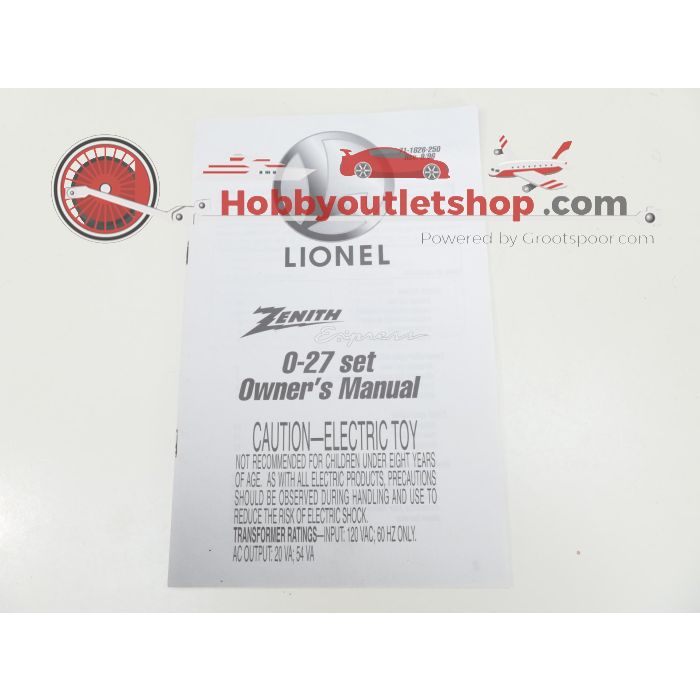 71-1826-250
Hobbyoutletshop.com
Powered by Grootspoor.com
LIONEL
ZENITH
Express
0-27 set
Owner's Manual
CAUTION—ELECTRIC TOY
NOT RECOMMENDED FOR CHILDREN UNDER EIGHT YEARS
OF AGE. AS WITH ALL ELECTRIC PRODUCTS, PRECAUTIONS
SHOULD BE OBSERVED DURING HANDLING AND USE TO
REDUCE THE RISK OF ELECTRIC SHOCK.
TRANSFORMER RATINGS—INPUT: 120 VAC; 60 HZ ONLY.
AC OUTPUT: 20 VA; 54 VA